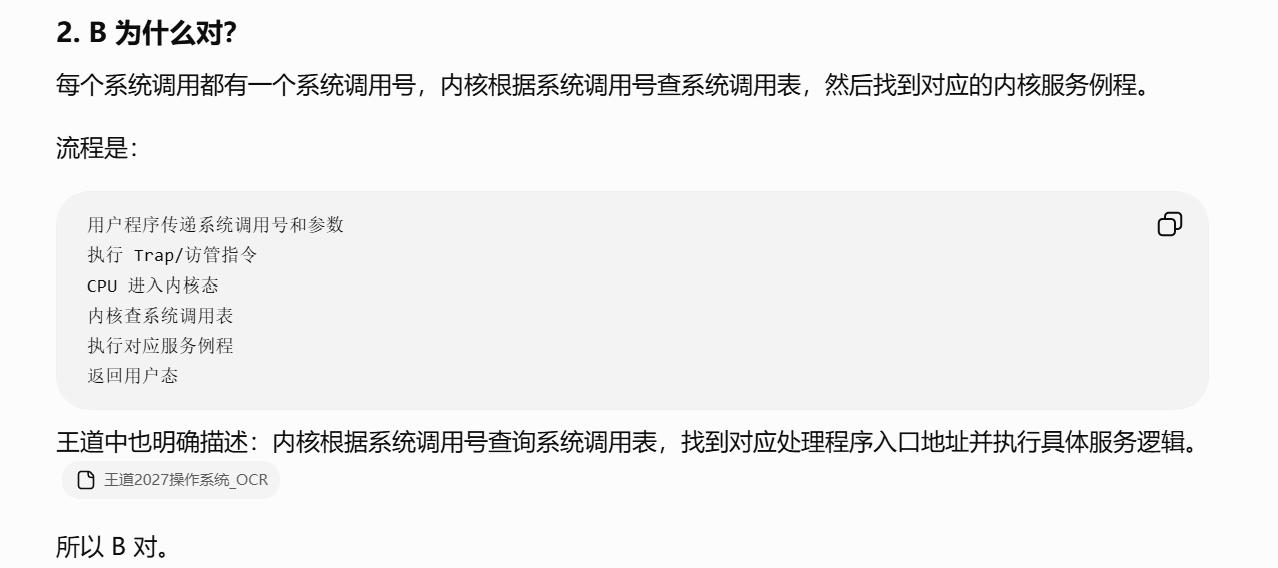 2. B 为什么对?
每个系统调用都有一个系统调用号，内核根据系统调用号查系统调用表，然后找到对应的内核服务例程。
流程是：
用户程序传递系统调用号和参数
执行 Trap/访管指令
CPU 进入内核态
内核查系统调用表
执行对应服务例程
返回用户态
王道中也明确描述：内核根据系统调用号查询系统调用表，找到对应处理程序入口地址并执行具体服务逻辑。
王道2027操作系统_OCR
所以 B 对。